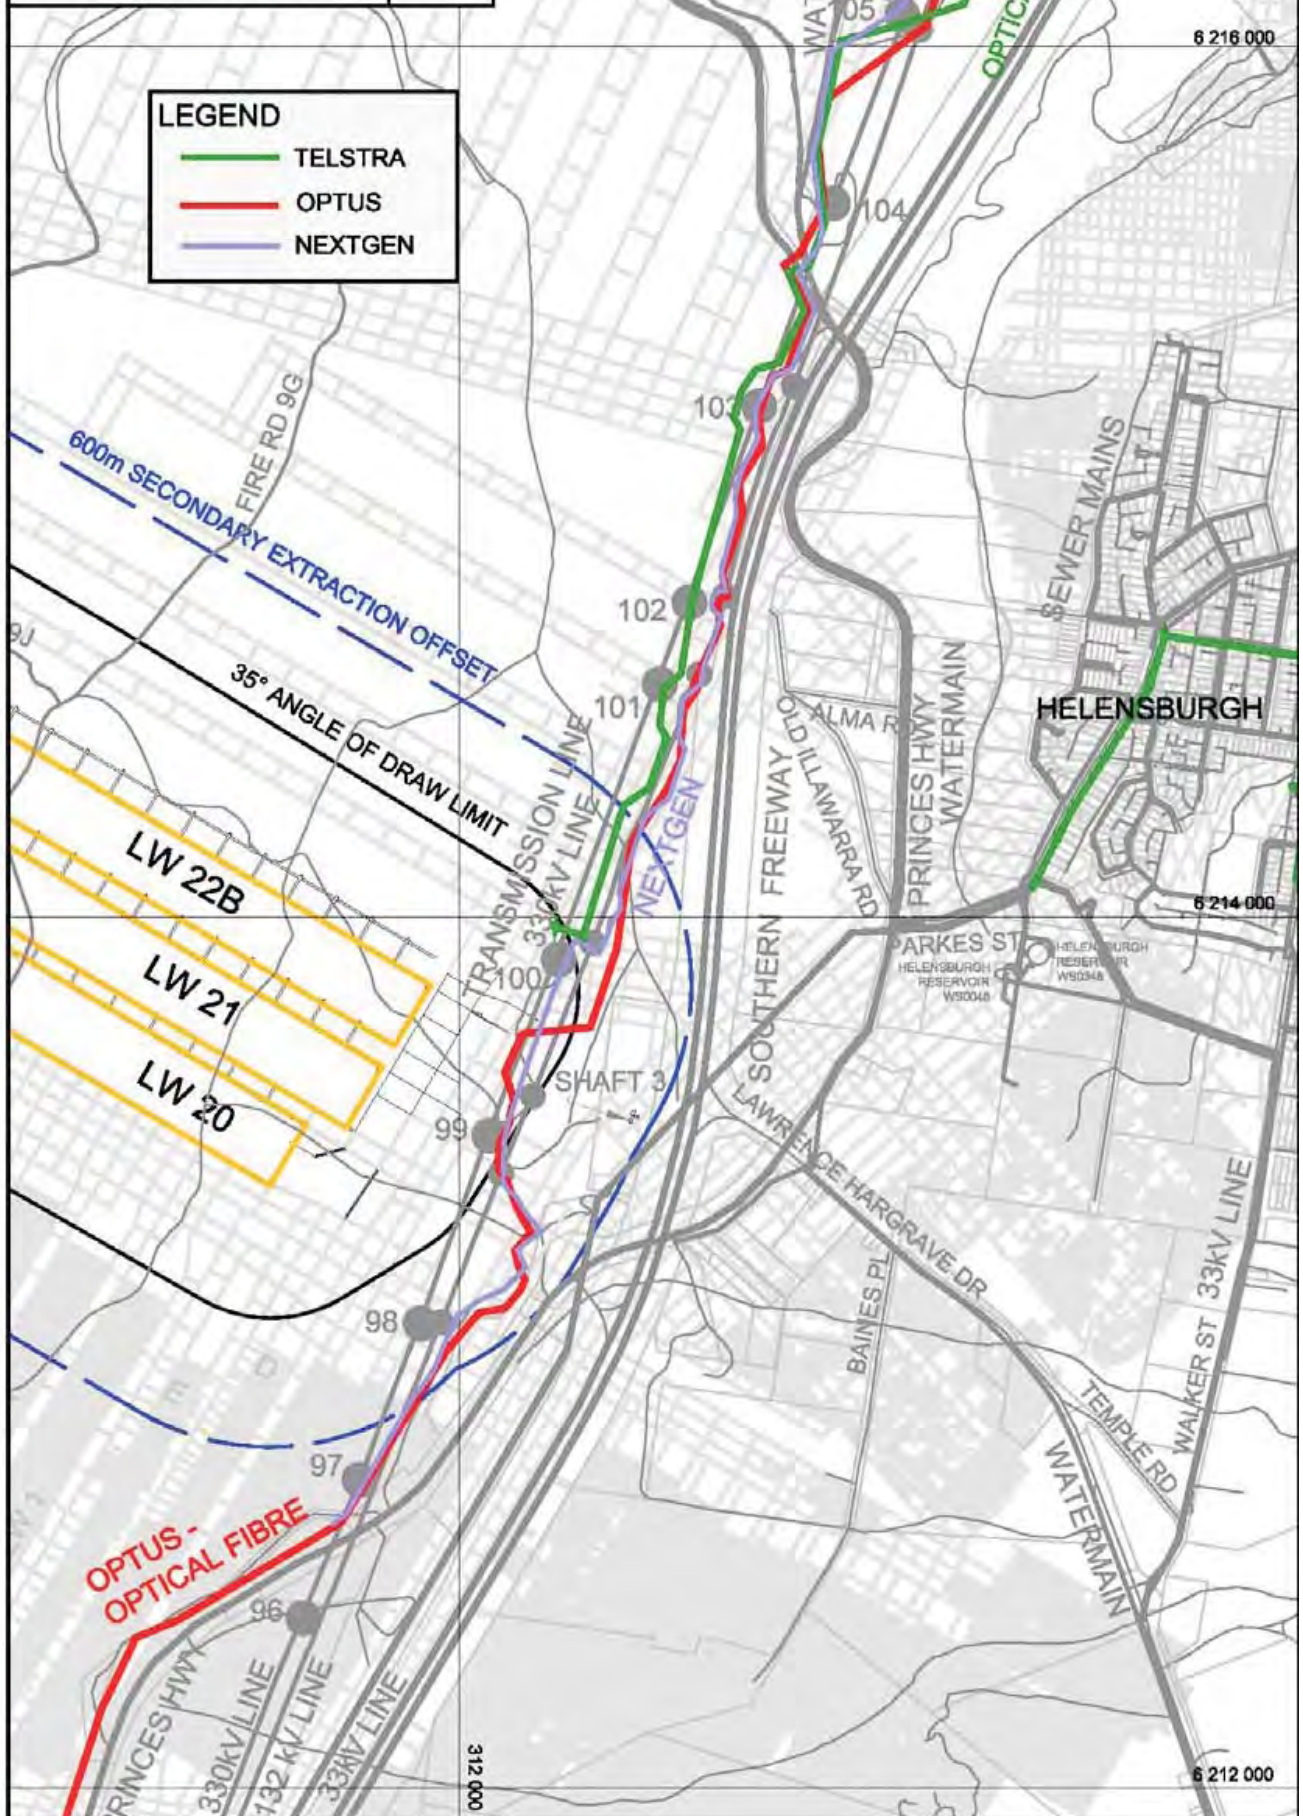 105
6 216 000
LEGEND
TELSTRA
OPTUS
NEXTGEN
104
103
FIRE RD 9G
600m SECONDARY EXTRACTION OFFSET
SEWER MAINS
102
9J
35° ANGLE OF DRAW LIMIT
101
ALMA
OLD ILLAWARRA RD
PRINCES HWY
WATERMAIN
HELENSBURGH
TRANSMISSION LINE
330kV LINE
NEXTGEN
SOUTHERN FREEWAY
LW 22B
6 214 000
PARKES ST
HELENSBURGH
RESERVOIR
WS0048
HELENSBURGH
RESERVOIR
100
LW 21
SHAFT 3
LW 20
99
LAWRENCE HARGRAVE DR
98
BAINES PL
WALKER ST 33kV LINE
E
D
TEMPLE RD
97
WATERMAIN
OPTUS -
OPTICAL FIBRE
96
PRINCES HWY
330kV LINE
132 kV LINE
33kV LINE
312 000
6 212 000